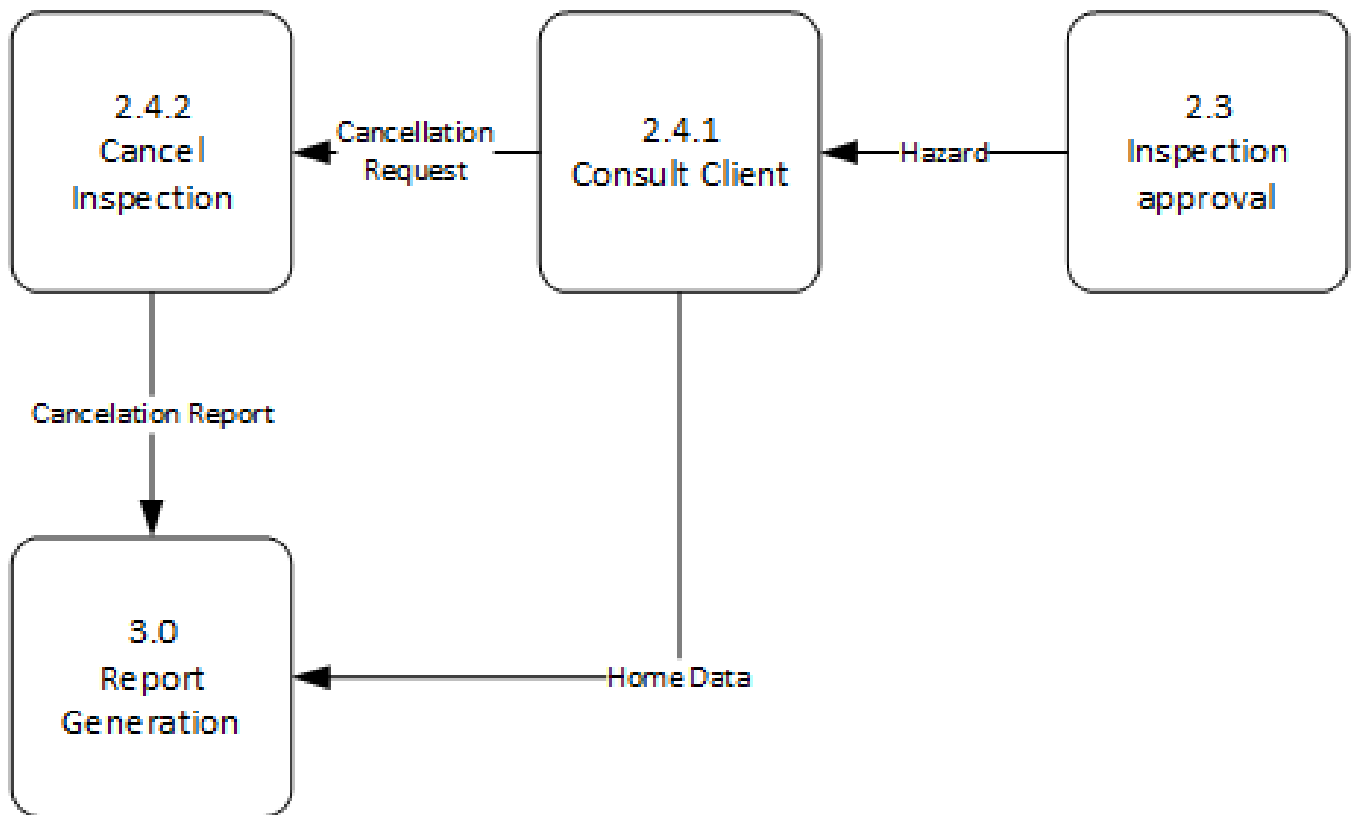 2.4.2
Cancel
Inspection
Cancellation
Request
2.4.1
Consult Client
Hazard
2.3
Inspection
approval
Cancelation Report
3.0
Report
Generation
Home Data